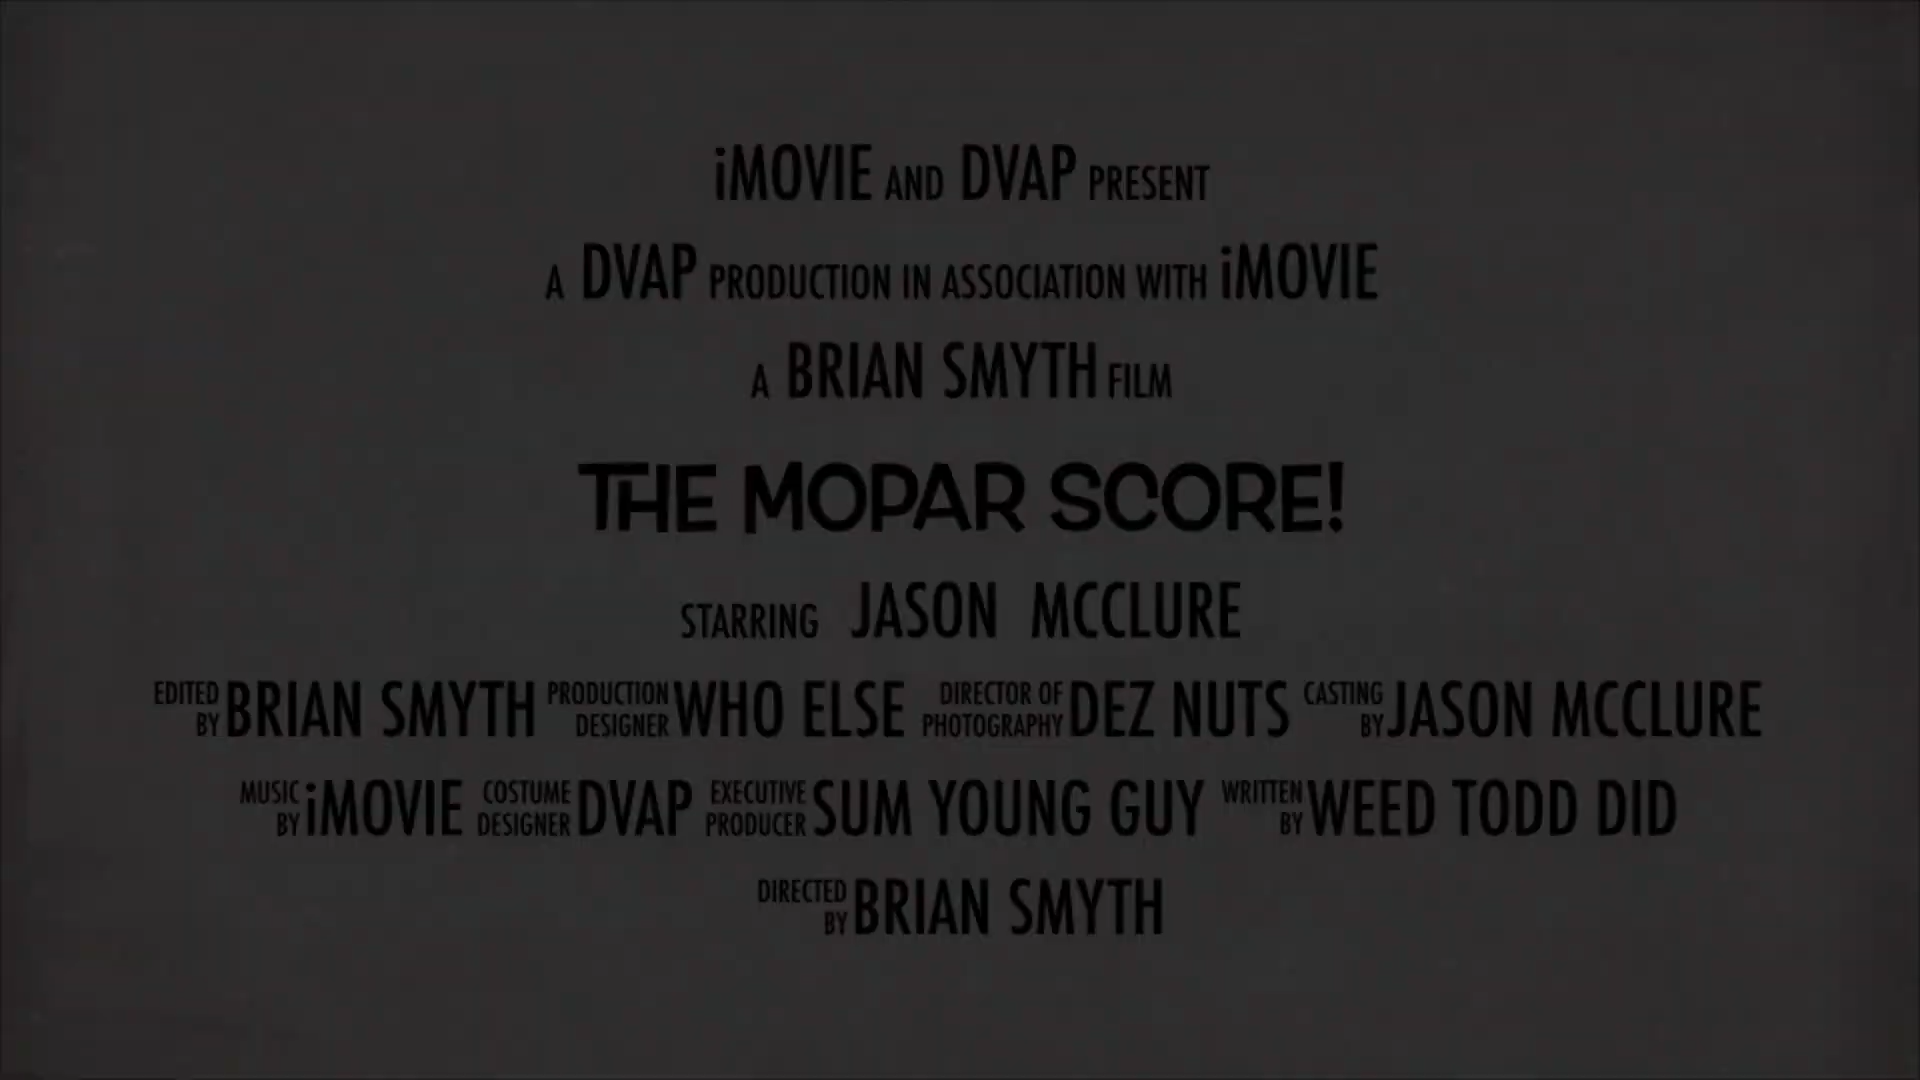 iMOVIE AND DVAP PRESENT
A DVAP PRODUCTION IN ASSOCIATION WITH iMOVIE
A BRIAN SMYTH FILM
THE MOPAR SCORE!
STARRING JASON MCCLURE
EDITED BY BRIAN SMYTH PRODUCTION DESIGNER WHO ELSE DIRECTOR OF PHOTOGRAPHY DEZ NUTS CASTING BY JASON MCCLURE
MUSIC BY iMOVIE COSTUME DESIGNER DVAP EXECUTIVE PRODUCER SUM YOUNG GUY WRITTEN BY WEED TODD DID
DIRECTED BY BRIAN SMYTH